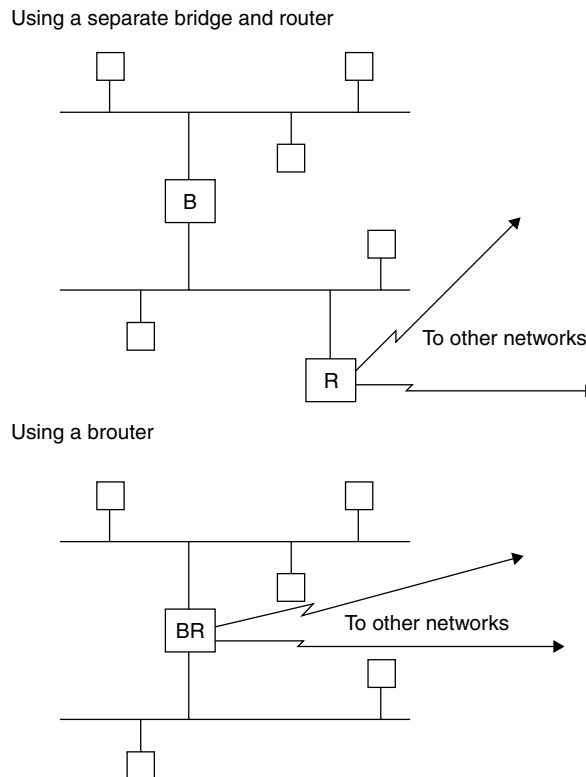 Using a separate bridge and router
B
To other networks
R
Using a brouter
BR
To other networks